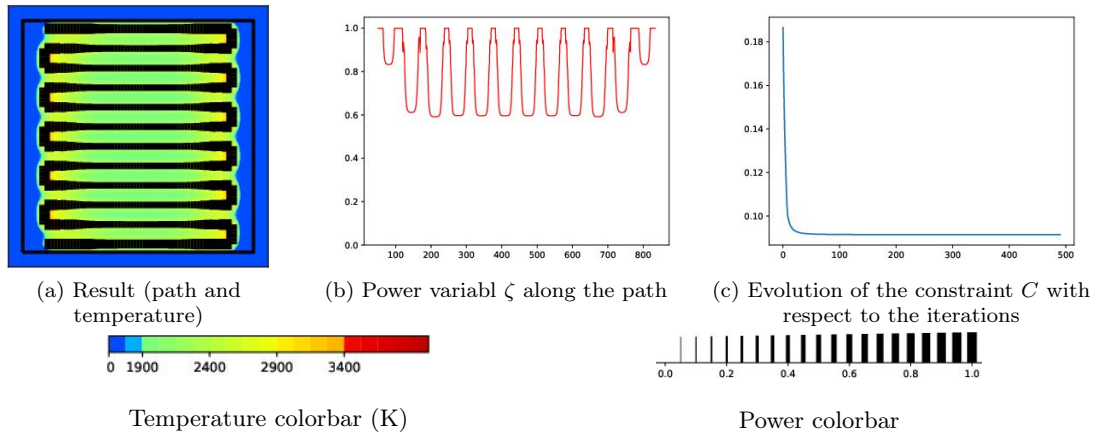 1.0
0.8
0.6
0.4
0.2
0.0
100 200 300 400 500 600 700 800
0.18
0.16
0.14
0.12
0.10
0 100 200 300 400 500
(a) Result (path and
temperature)
(b) Power variabl ζ along the path
(c) Evolution of the constraint C with
respect to the iterations
0 1900 2400 2900 3400
Temperature colorbar (K)
0.0 0.2 0.4 0.6 0.8 1.0
Power colorbar